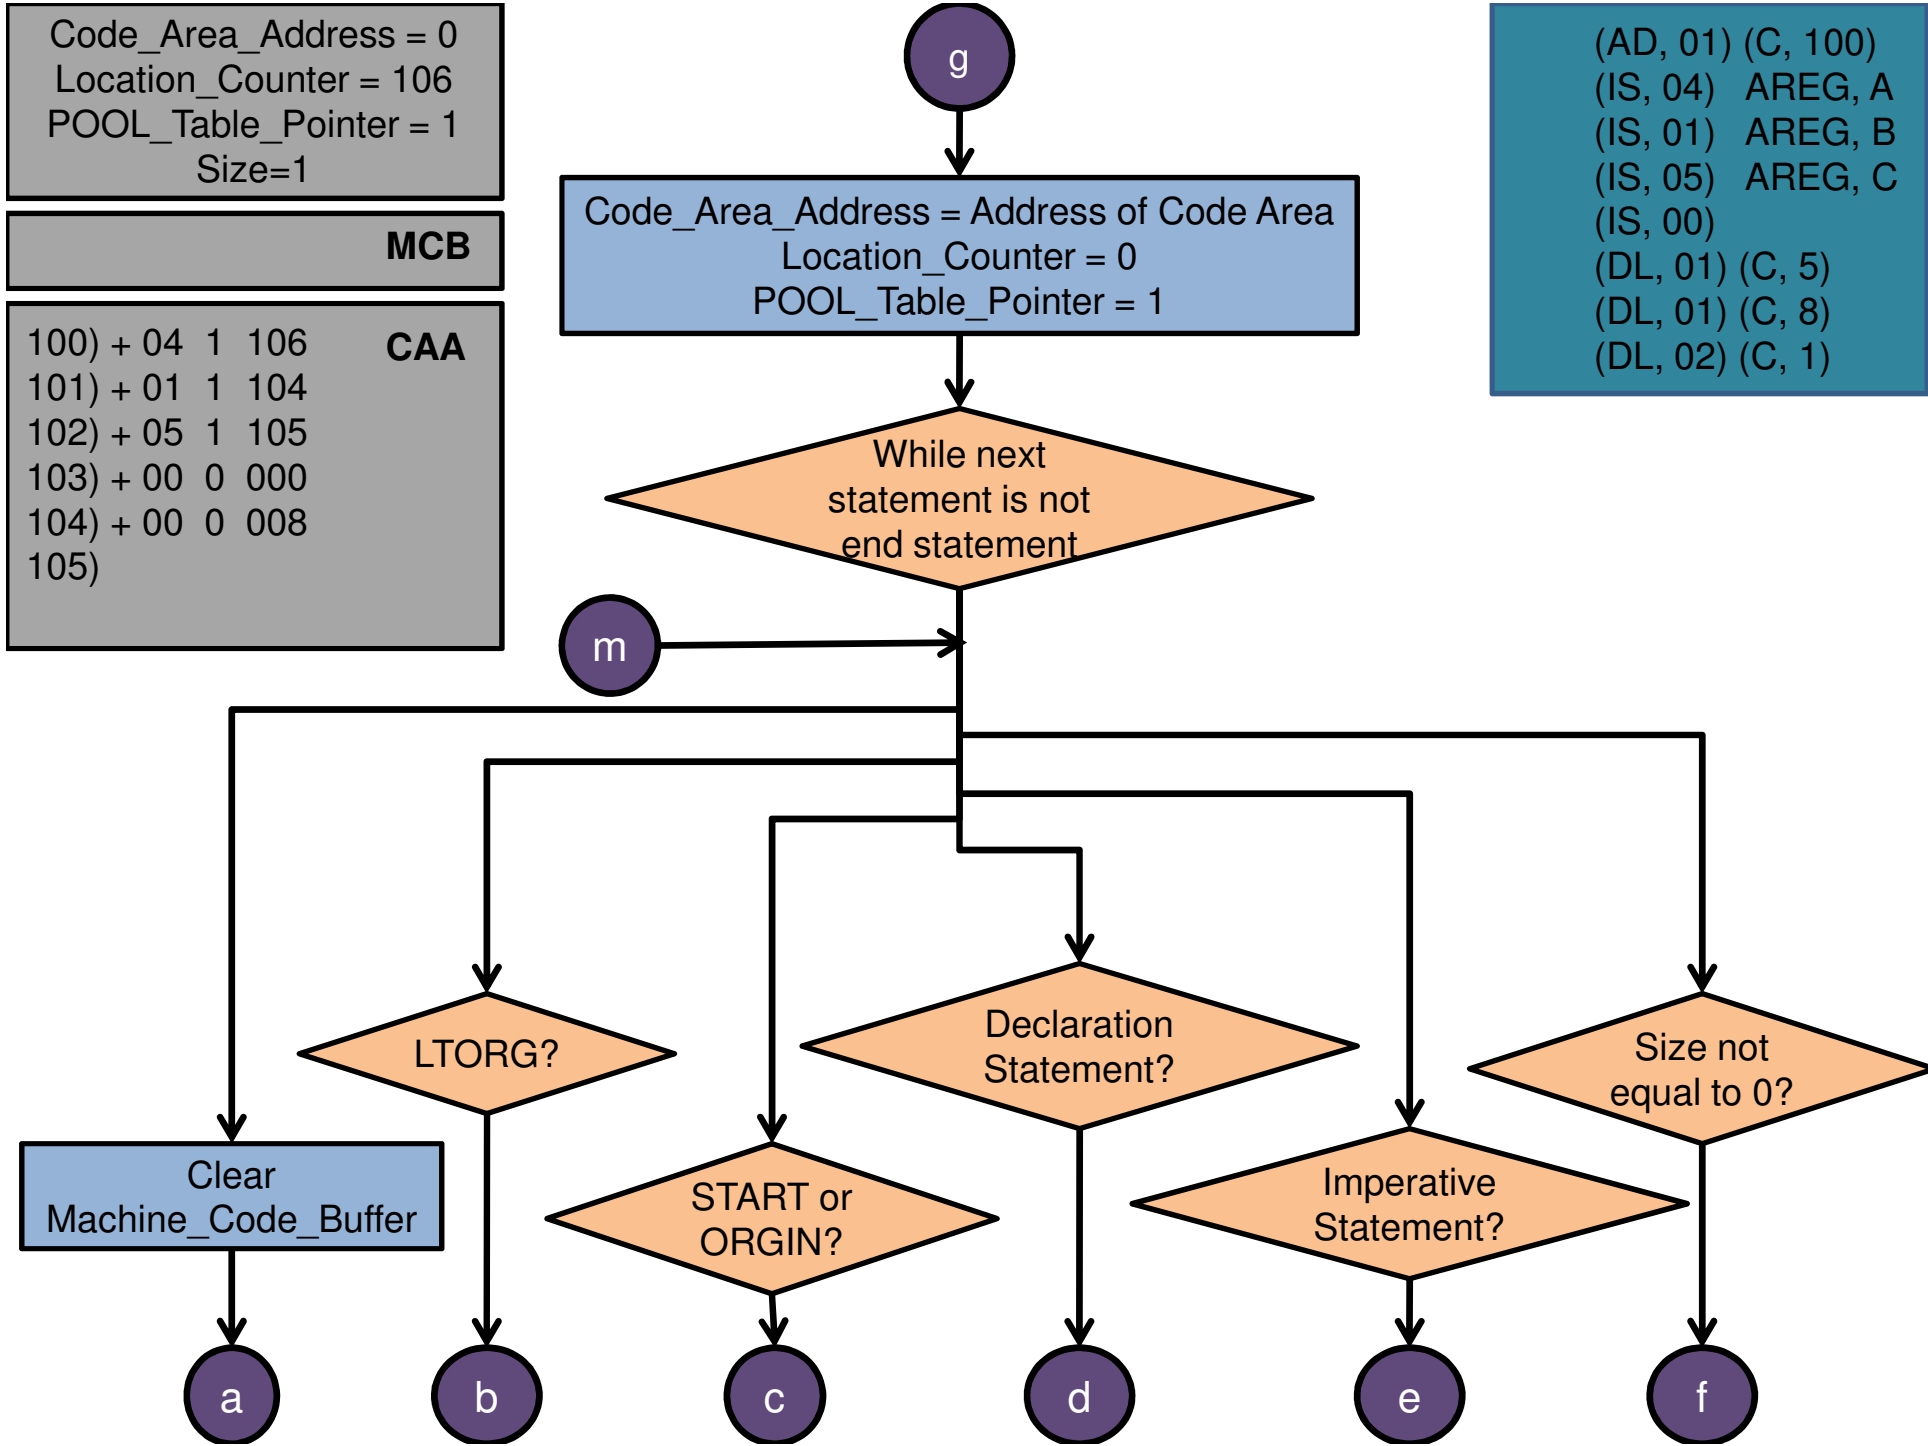 Code_Area_Address = 0
Location_Counter = 106
POOL_Table_Pointer = 1
Size=1
MCB
100) + 04 1 106
CAA
101) + 01 1 104
102) + 05 1 105
103) + 00 0 000
104) + 00 0 008
105)
g
Code_Area_Address = Address of Code Area
Location_Counter = 0
POOL_Table_Pointer = 1
(AD, 01) (C, 100)
(IS, 04) AREG, A
(IS, 01) AREG, B
(IS, 05) AREG, C
(IS, 00)
(DL, 01) (C, 5)
(DL, 01) (C, 8)
(DL, 02) (C, 1)
While next
statement is not
end statement
m
Clear
Machine_Code_Buffer
LTORG?
START or
ORGIN?
Declaration
Statement?
Imperative
Statement?
Size not
equal to 0?
a
b
c
d
e
f